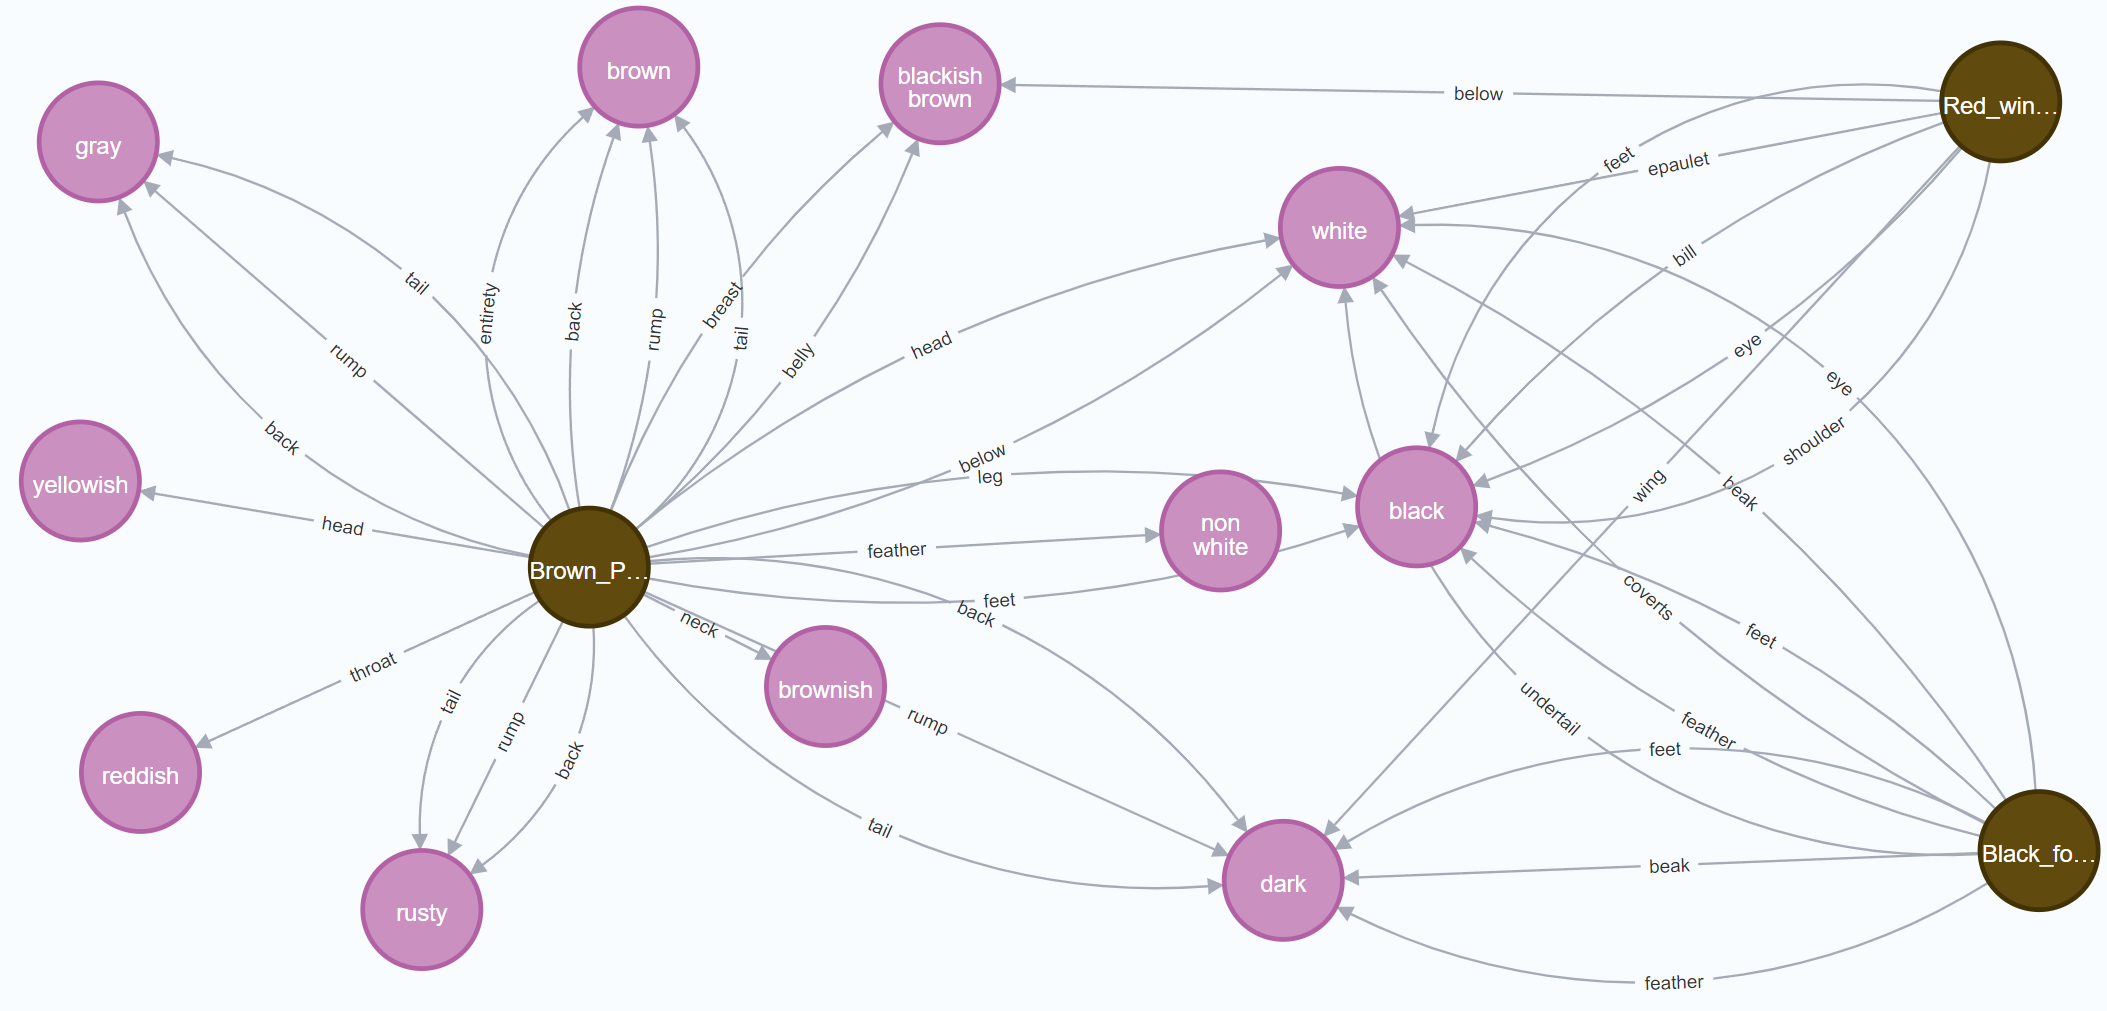 brown
blackish
brown
Red_win...
below
gray
feet
epaulet
white
bill
tail
entirety
back
rump
breast
tail
head
belly
rump
eye
eye
back
below
leg
shoulder
wing
beak
yellowish
head
non
white
black
feather
Brown_P...
feet
back
coverts
neck
feet
throat
tail
rump
back
brownish
rump
undertail
feather
feet
reddish
tail
beak
Black_fo...
dark
rusty
feather